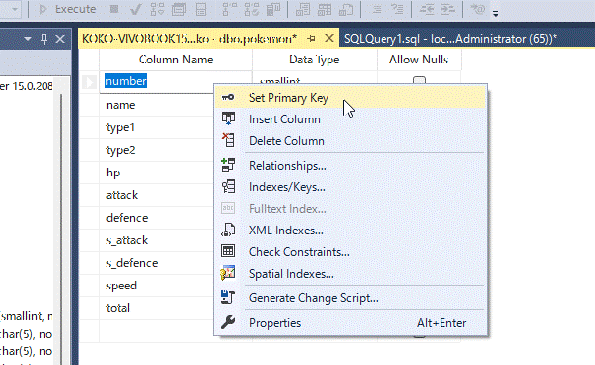 Execute
KOKO-VIVOBOOK15...ko - dbo.pokemon*
SQLQuery1.sql - loc...Administrator (65))*
Column Name Data Type Allow Nulls
er 15.0.208
number smallint
name
type1
type2
hp
attack
defence
s_attack
s_defence
speed
total
Set Primary Key
Insert Column
Delete Column
Relationships...
Indexes/Keys...
Fulltext Index...
XML Indexes...
Check Constraints...
Spatial Indexes...
Generate Change Script...
Properties Alt+Enter
(smallint, n
char(5), no
char(5), no